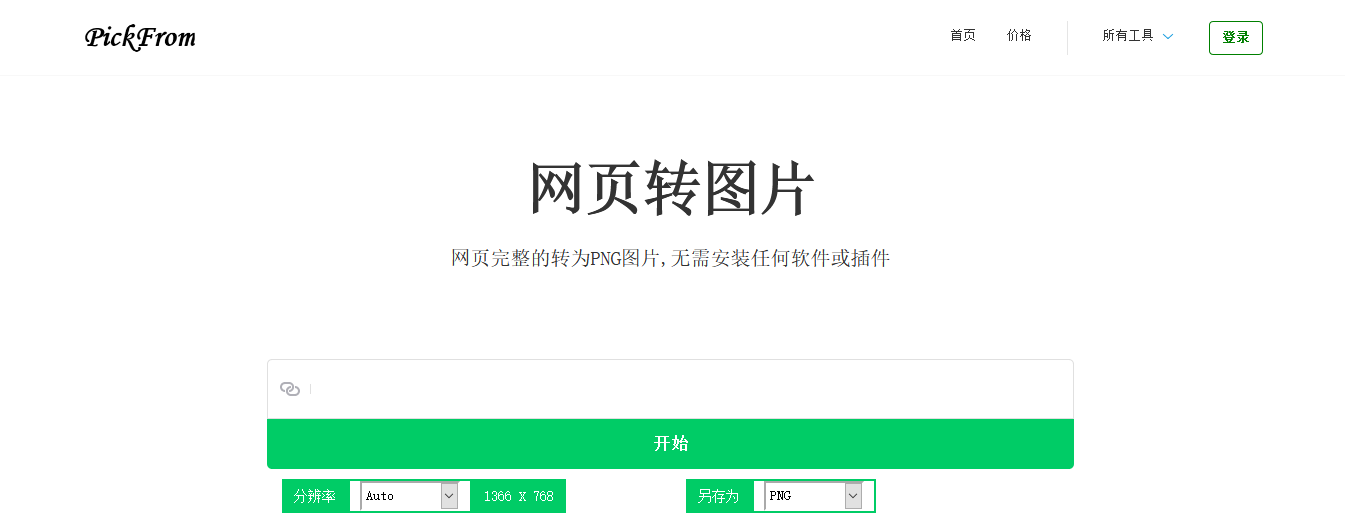 PickFrom 首页 价格 所有工具 登录
网页转图片
网页完整的转为PNG图片,无需安装任何软件或插件
开始
分辨率 Auto 1366 X 768 另存为 PNG